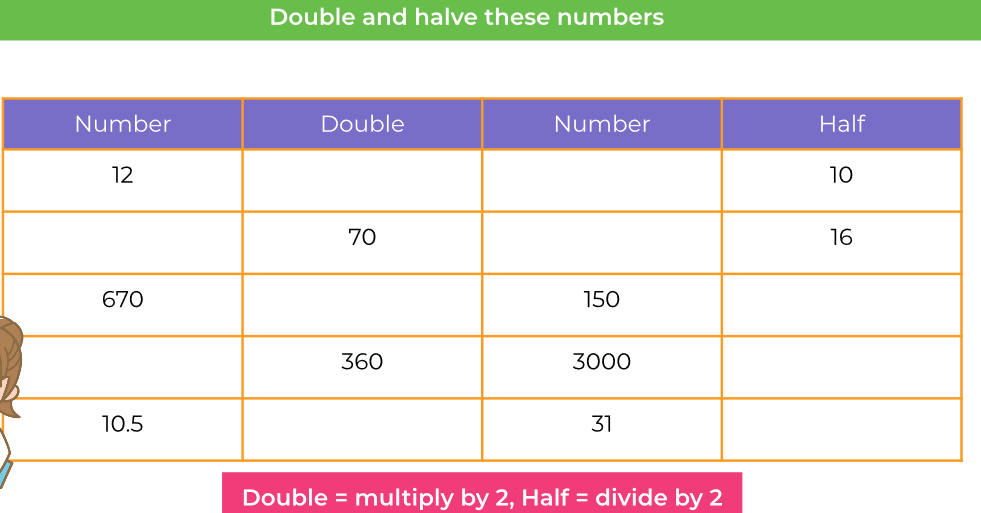 Double and halve these numbers
Number Double Number Half
12 10
70 16
670 150
360 3000
10.5 31
Double = multiply by 2, Half = divide by 2